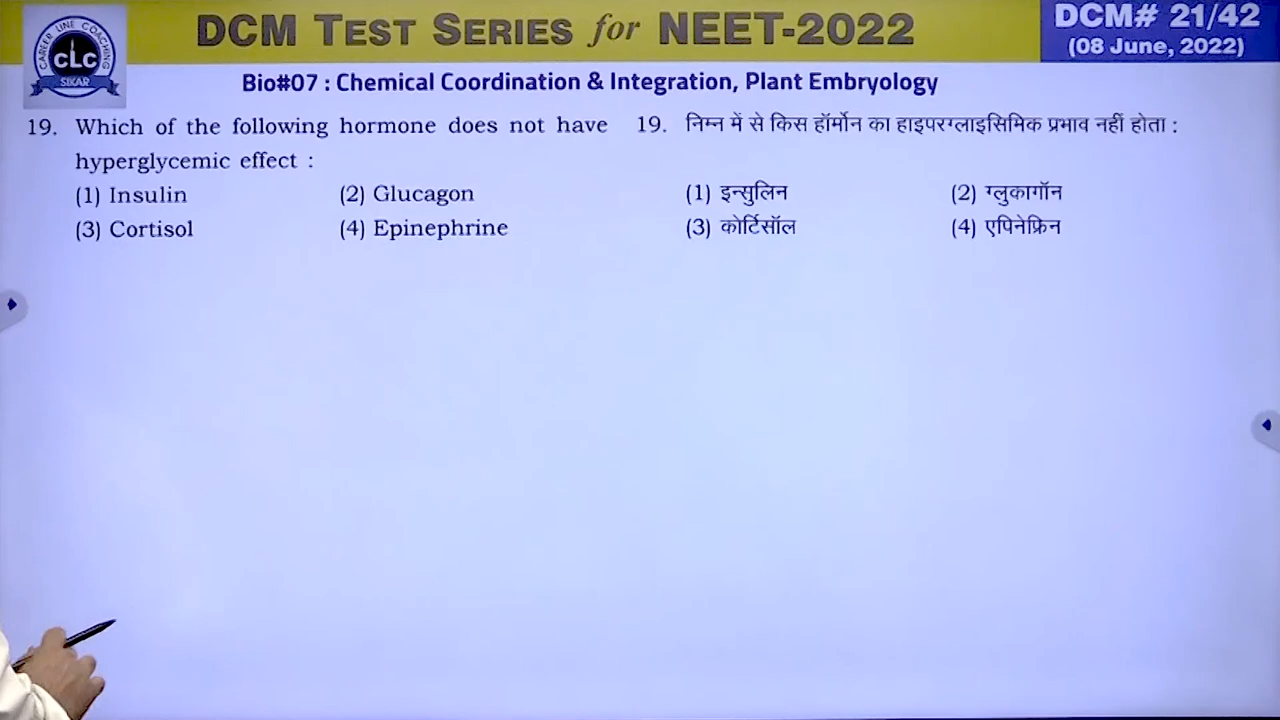 DCM TEST SERIES for NEET-2022
DCM# 21/42
(08 June, 2022)
CAREER LINE COACHING
CLC
SIKAR
Bio#07 : Chemical Coordination & Integration, Plant Embryology
19. Which of the following hormone does not have
hyperglycemic effect :
(1) Insulin (2) Glucagon
(3) Cortisol (4) Epinephrine
19. निम्न में से किस हॉर्मोन का हाइपरग्लाइसिमिक प्रभाव नहीं होता :
(1) इन्सुलिन (2) ग्लुकागॉन
(3) कोर्टिसॉल (4) एपिनेफ्रिन